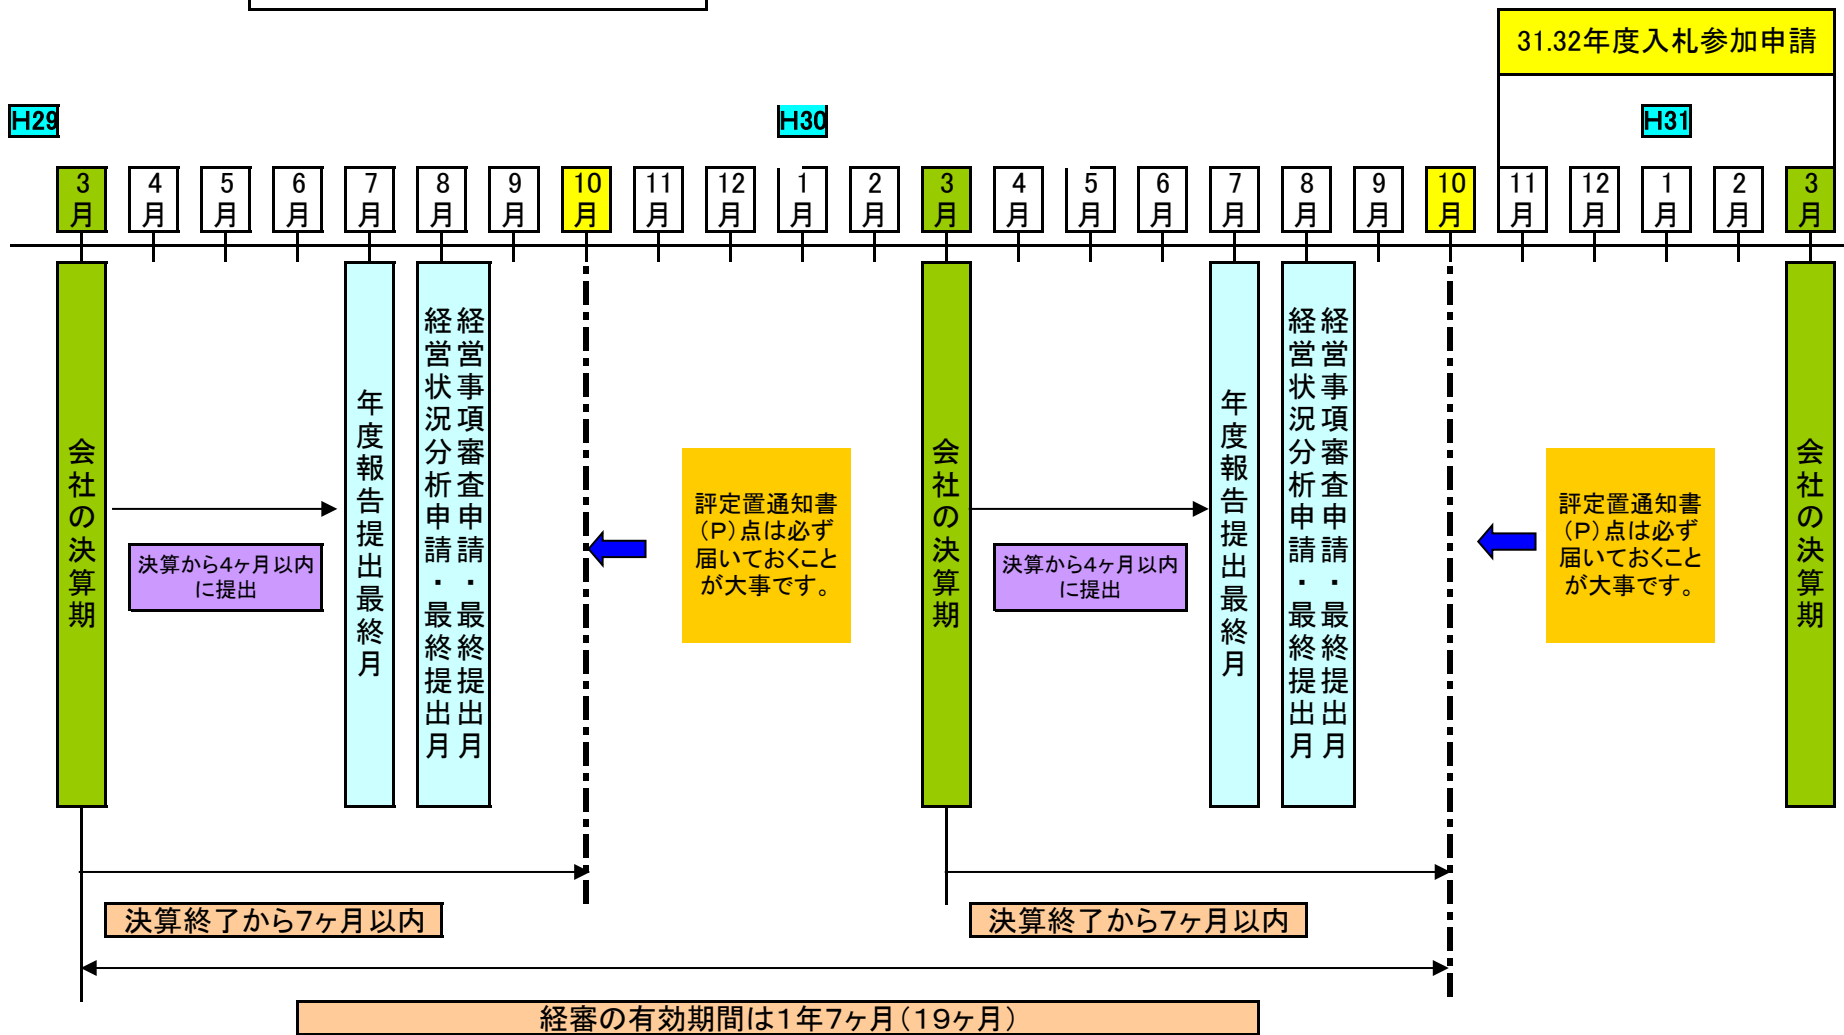 31.32年度入札参加申請
H29
H30
H31
3月
4月
5月
6月
7月
8月
9月
10月
11月
12月
1月
2月
3月
4月
5月
6月
7月
8月
9月
10月
11月
12月
1月
2月
3月
会社の決算期
決算から4ヶ月以内
に提出
年度報告提出最終月
経営事項審査申請・最終提出月
経営状況分析申請・最終提出月
評定置通知書
(P)点は必ず
届いておくこと
が大事です。
会社の決算期
決算から4ヶ月以内
に提出
年度報告提出最終月
経営事項審査申請・最終提出月
経営状況分析申請・最終提出月
評定置通知書
(P)点は必ず
届いておくこと
が大事です。
会社の決算期
決算終了から7ヶ月以内
決算終了から7ヶ月以内
経審の有効期間は1年7ヶ月(19ヶ月)